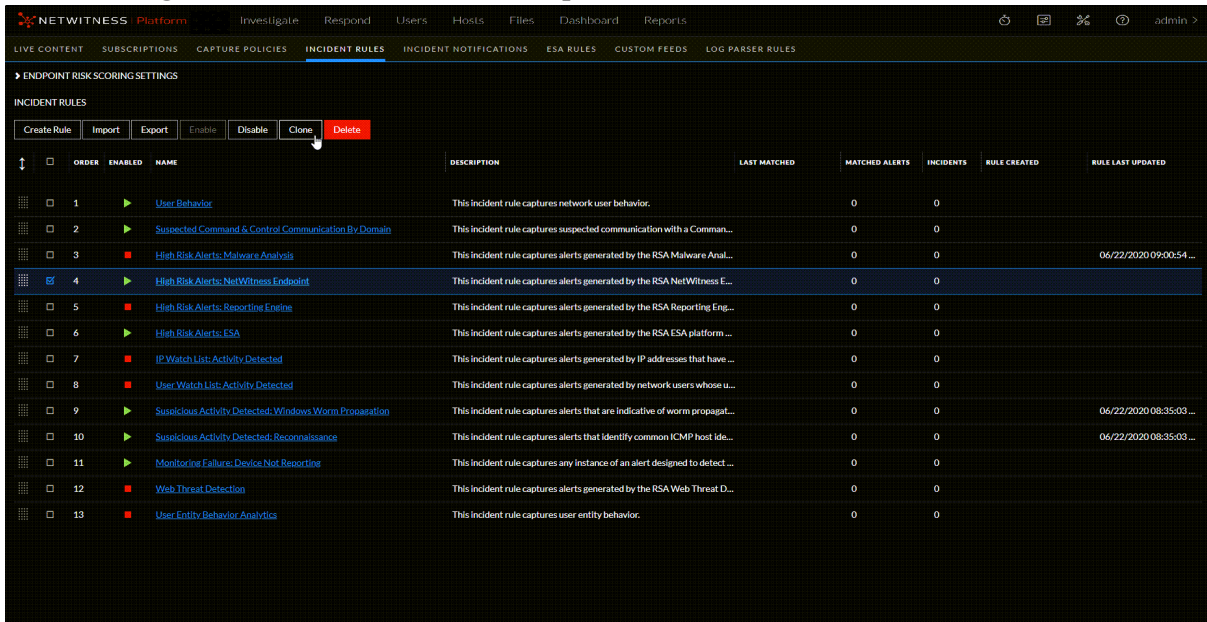 NETWITNESS Platform Investigate Respond Users Hosts Files Dashboard Reports admin >
LIVE CONTENT SUBSCRIPTIONS CAPTURE POLICIES INCIDENT RULES INCIDENT NOTIFICATIONS ESA RULES CUSTOM FEEDS LOG PARSER RULES
ENDPOINT RISK SCORING SETTINGS
INCIDENT RULES
Create Rule Import Export Enable Disable Clone Delete
ORDER ENABLED NAME DESCRIPTION LAST MATCHED MATCHED ALERTS INCIDENTS RULE CREATED RULE LAST UPDATED
1 User Behavior This incident rule captures network user behavior. 0 0
2 Suspected Command & Control Communication By Domain This incident rule captures suspected communication with a Comman... 0 0
3 High Risk Alerts: Malware Analysis This incident rule captures alerts generated by the RSA Malware Anal... 0 0 06/22/2020 09:00:54 ...
4 High Risk Alerts: NetWitness Endpoint This incident rule captures alerts generated by the RSA NetWitness E... 0 0
5 High Risk Alerts: Reporting Engine This incident rule captures alerts generated by the RSA Reporting Eng... 0 0
6 High Risk Alerts: ESA This incident rule captures alerts generated by the RSA ESA platform ... 0 0
7 IP Watch List: Activity Detected This incident rule captures alerts generated by IP addresses that have ... 0 0
8 User Watch List: Activity Detected This incident rule captures alerts generated by network users whose u... 0 0
9 Suspicious Activity Detected: Windows Worm Propagation This incident rule captures alerts that are indicative of worm propagat... 0 0 06/22/2020 08:35:03 ...
10 Suspicious Activity Detected: Reconnaissance This incident rule captures alerts that identify common ICMP host ide... 0 0 06/22/2020 08:35:03 ...
11 Monitoring Failure: Device Not Reporting This incident rule captures any instance of an alert designed to detect ... 0 0
12 Web Threat Detection This incident rule captures alerts generated by the RSA Web Threat D... 0 0
13 User Entity Behavior Analytics This incident rule captures user entity behavior. 0 0